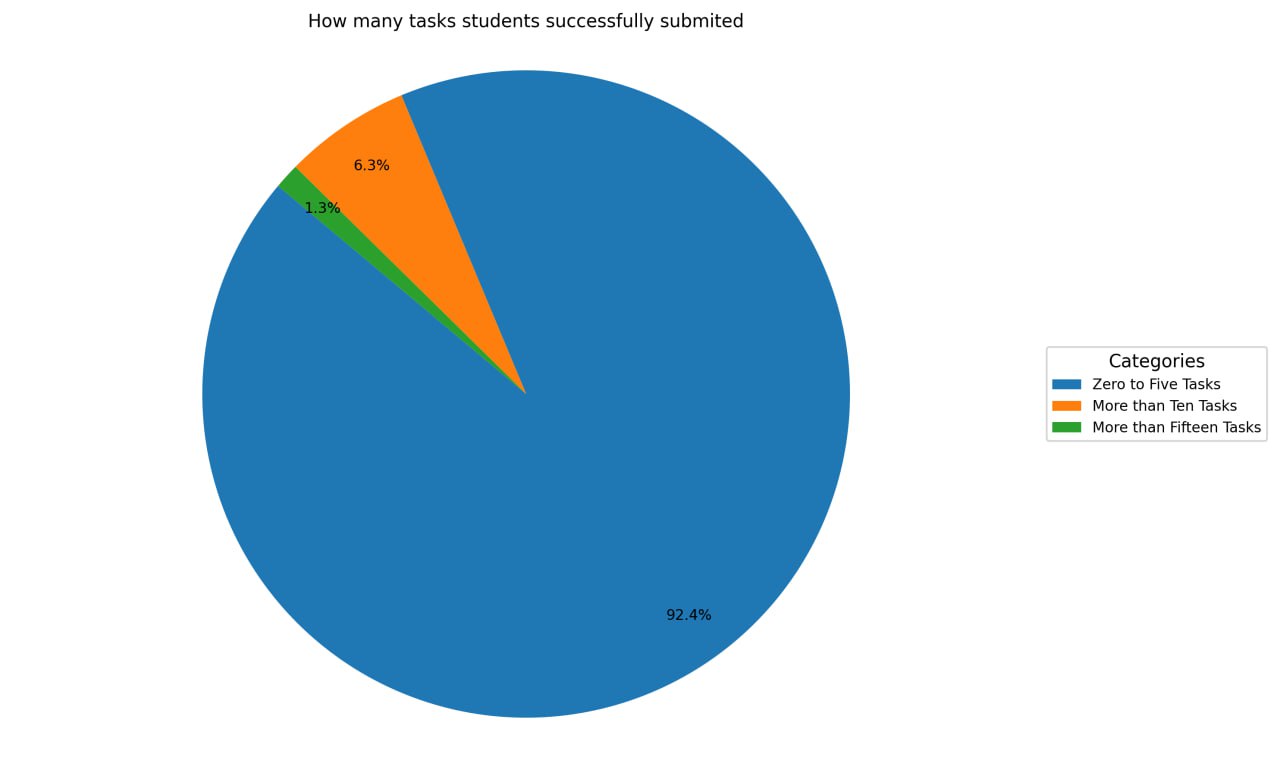 How many tasks students successfully submited
6.3%
1.3%
92.4%
Categories
Zero to Five Tasks
More than Ten Tasks
More than Fifteen Tasks